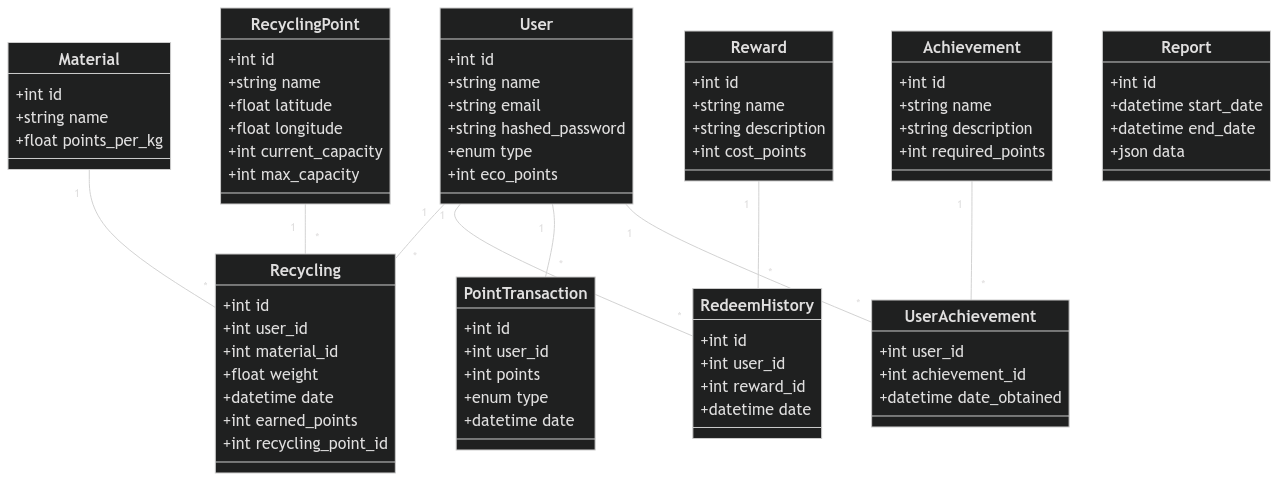 Material
+int id
+string name
+float points_per_kg
RecyclingPoint
+int id
+string name
+float latitude
+float longitude
+int current_capacity
+int max_capacity
User
+int id
+string name
+string email
+string hashed_password
+enum type
+int eco_points
Reward
+int id
+string name
+string description
+int cost_points
Achievement
+int id
+string name
+string description
+int required_points
Report
+int id
+datetime start_date
+datetime end_date
+json data
1
*
1
*
1
*
1
*
1
*
1
*
1
*
1
*
Recycling
+int id
+int user_id
+int material_id
+float weight
+datetime date
+int earned_points
+int recycling_point_id
PointTransaction
+int id
+int user_id
+int points
+enum type
+datetime date
RedeemHistory
+int id
+int user_id
+int reward_id
+datetime date
UserAchievement
+int user_id
+int achievement_id
+datetime date_obtained